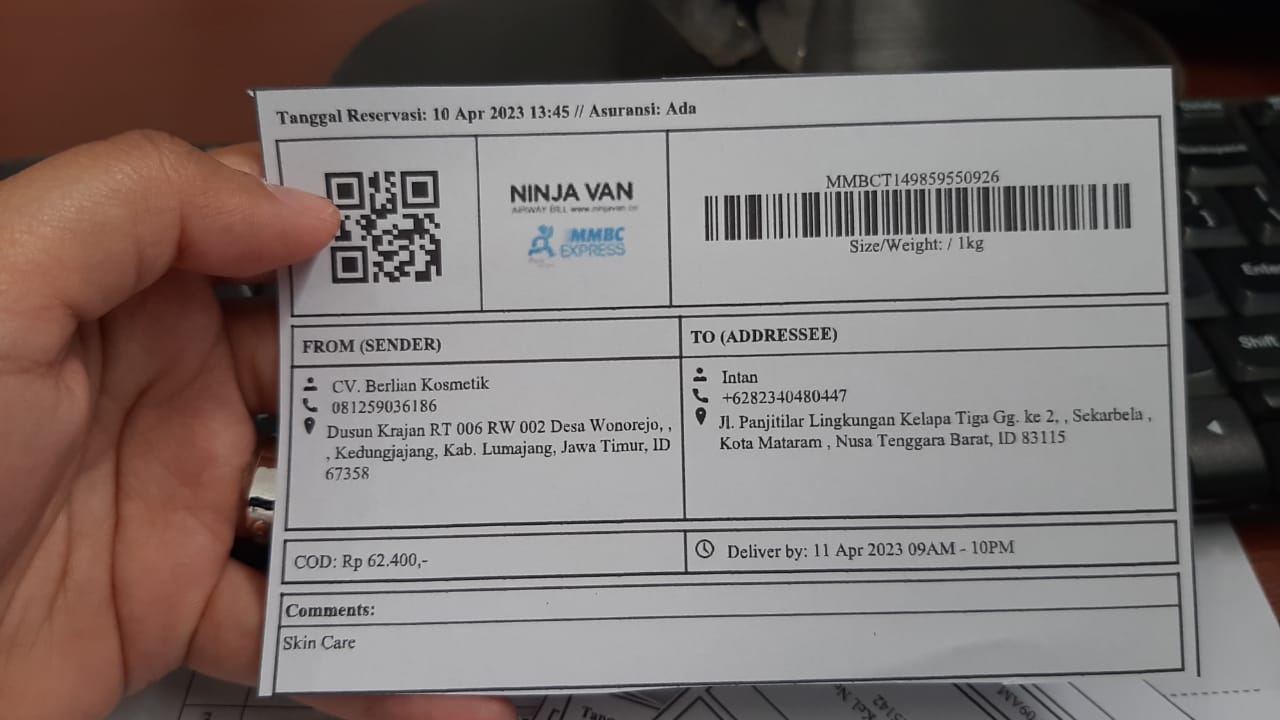 Tanggal Reservasi: 10 Apr 2023 13:45 // Asuransi: Ada
NINJA VAN
AIRWAY BILL www.ninjavan.co
MMBC
EXPRESS
MMBCT149859550926
Size/Weight: / 1kg
FROM (SENDER)
CV. Berlian Kosmetik
081259036186
Dusun Krajan RT 006 RW 002 Desa Wonorejo, ,
, Kedungjajang, Kab. Lumajang, Jawa Timur, ID
67358
TO (ADDRESSEE)
Intan
+6282340480447
Jl. Panjitilar Lingkungan Kelapa Tiga Gg. ke 2, , Sekarbela ,
Kota Mataram , Nusa Tenggara Barat, ID 83115
COD: Rp 62.400,-
Deliver by: 11 Apr 2023 09AM - 10PM
Comments:
Skin Care
Enter
Shift
09AM